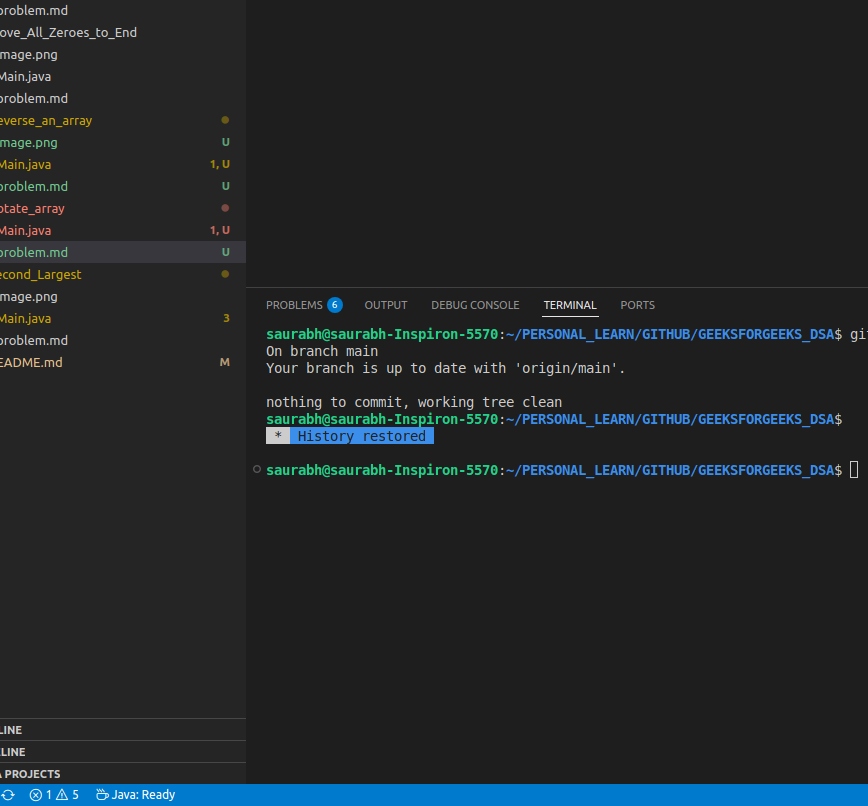 problem.md
ove_All_Zeroes_to_End
mage.png
Main.java
problem.md
everse_an_array
mage.png U
Main.java 1, U
problem.md U
otate_array
Main.java 1, U
problem.md U
econd_Largest
mage.png
Main.java 3
problem.md
EADME.md M
LINE
LINE
A PROJECTS
PROBLEMS 6 OUTPUT DEBUG CONSOLE TERMINAL PORTS
saurabh@saurabh-Inspiron-5570:~/PERSONAL_LEARN/GITHUB/GEEKSFORGEEKS_DSA$ git
On branch main
Your branch is up to date with 'origin/main'.
nothing to commit, working tree clean
saurabh@saurabh-Inspiron-5570:~/PERSONAL_LEARN/GITHUB/GEEKSFORGEEKS_DSA$
* History restored
saurabh@saurabh-Inspiron-5570:~/PERSONAL_LEARN/GITHUB/GEEKSFORGEEKS_DSA$
1 5 Java: Ready